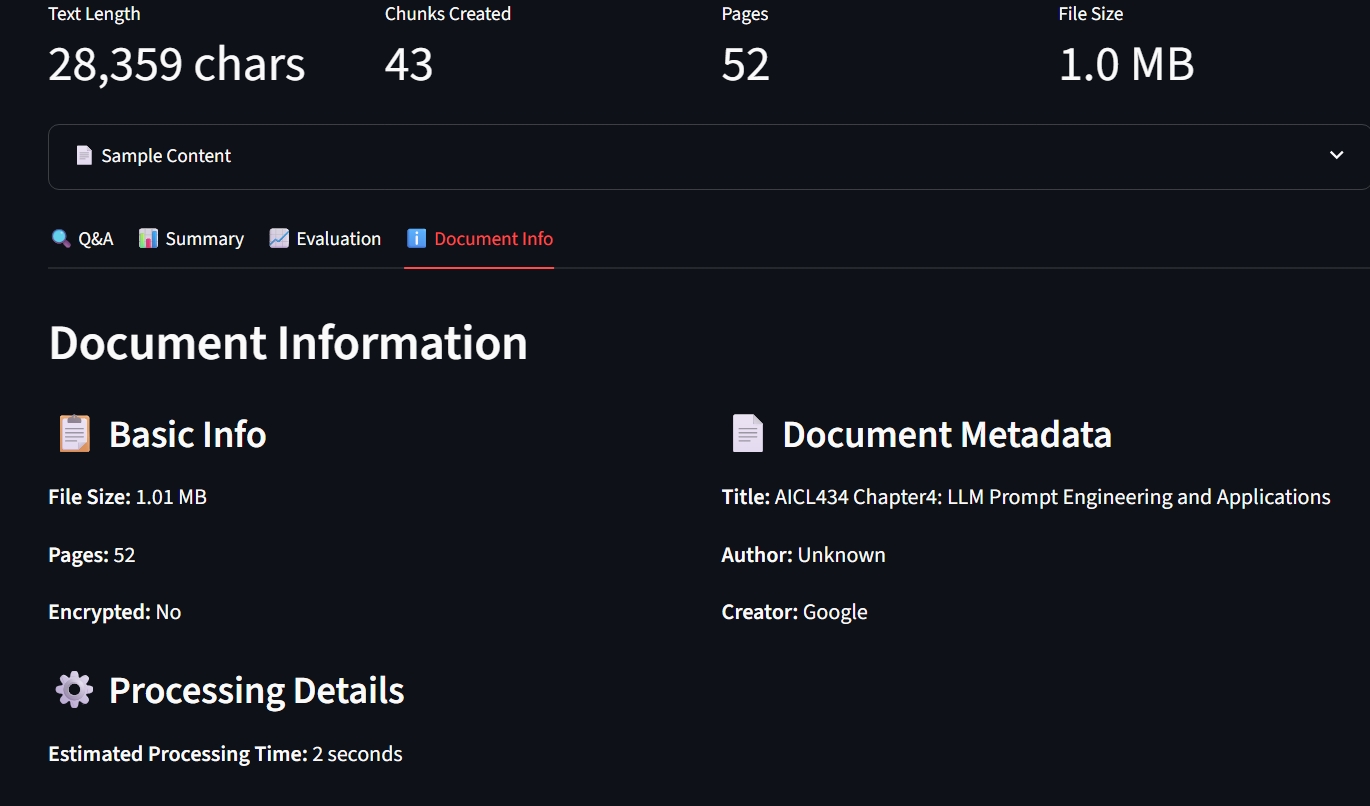 Text Length
Chunks Created
Pages
File Size
28,359 chars
43
52
1.0 MB
Sample Content
Q&A
Summary
Evaluation
Document Info
Document Information
Basic Info
File Size: 1.01 MB
Pages: 52
Encrypted: No
Document Metadata
Title: AICL434 Chapter4: LLM Prompt Engineering and Applications
Author: Unknown
Creator: Google
Processing Details
Estimated Processing Time: 2 seconds